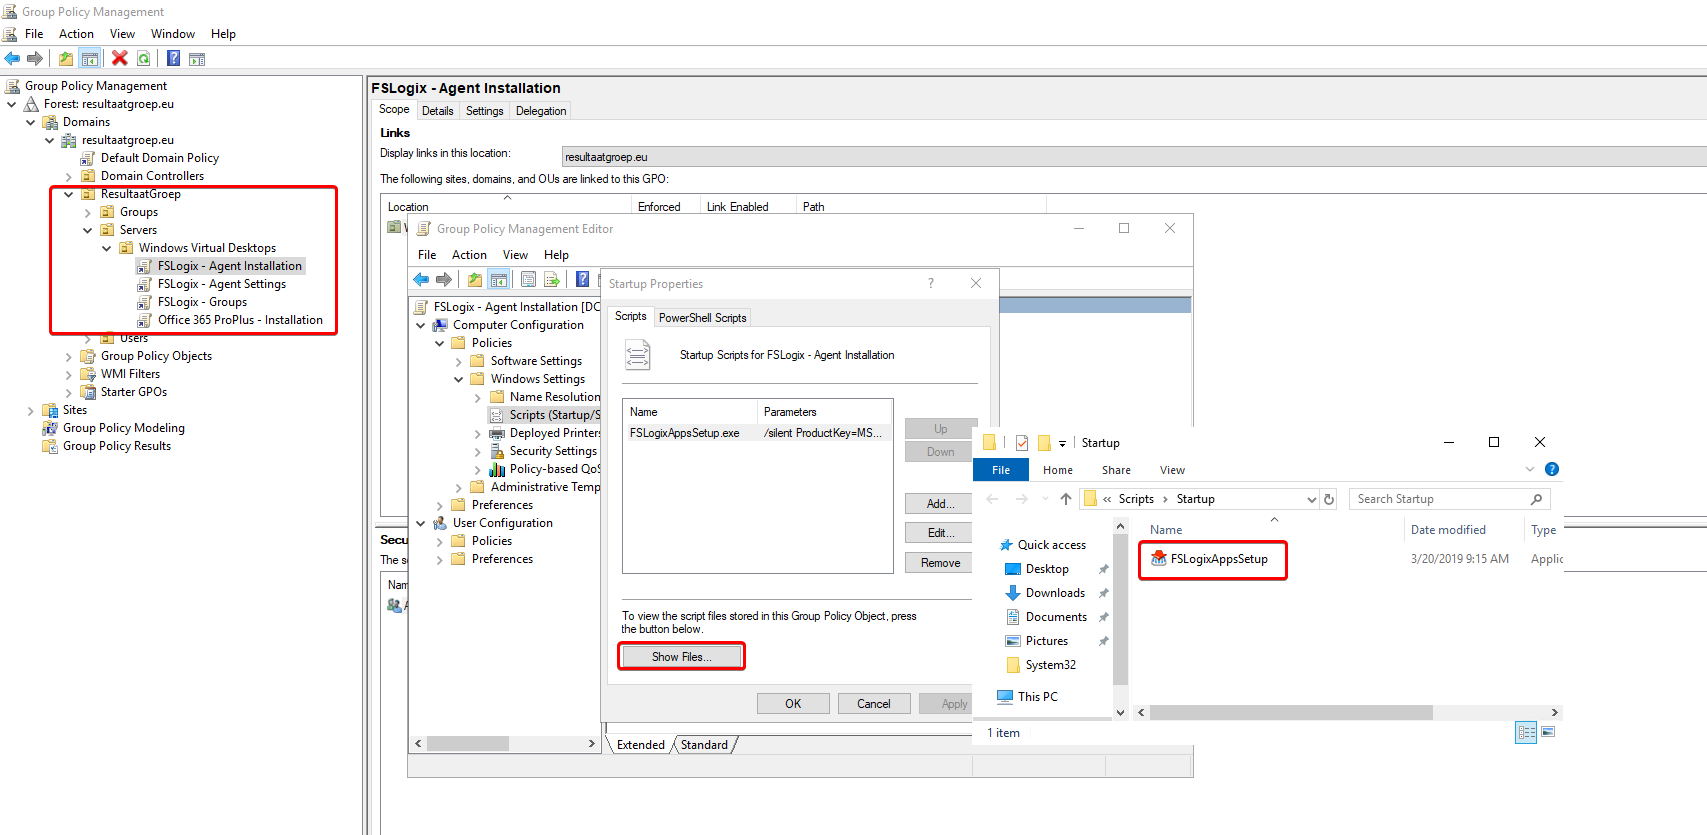 Group Policy Management
File Action View Window Help
Group Policy Management
Forest: resultaatgroep.eu
Domains
resultaatgroep.eu
Default Domain Policy
Domain Controllers
ResultaatGroep
Groups
Servers
Windows Virtual Desktops
FSLogix - Agent Installation
FSLogix - Agent Settings
FSLogix - Groups
Office 365 ProPlus - Installation
Users
Group Policy Objects
WMI Filters
Starter GPOs
Sites
Group Policy Modeling
Group Policy Results
FSLogix - Agent Installation
Scope Details Settings Delegation
Links
Display links in this location: resultaatgroep.eu
The following sites, domains, and OUs are linked to this GPO:
Location Enforced Link Enabled Path
Secu
The se
Nam
Group Policy Management Editor
File Action View Help
FSLogix - Agent Installation [DC
Computer Configuration
Policies
Software Settings
Windows Settings
Name Resolution
Scripts (Startup/S
Deployed Printers
Security Settings
Policy-based QoS
Administrative Temp
Preferences
User Configuration
Policies
Preferences
Extended Standard
Startup Properties ?
Scripts PowerShell Scripts
Startup Scripts for FSLogix - Agent Installation
Name Parameters
FSLogixAppsSetup.exe /silent ProductKey=MS...
Up
Down
Add...
Edit...
Remove
To view the script files stored in this Group Policy Object, press
the button below.
Show Files...
OK Cancel Apply
Startup
File Home Share View ?
« Scripts > Startup Search Startup
Quick access
Desktop
Downloads
Documents
Pictures
System32
This PC
Name Date modified Type
FSLogixAppsSetup 3/20/2019 9:15 AM Applic
1 item